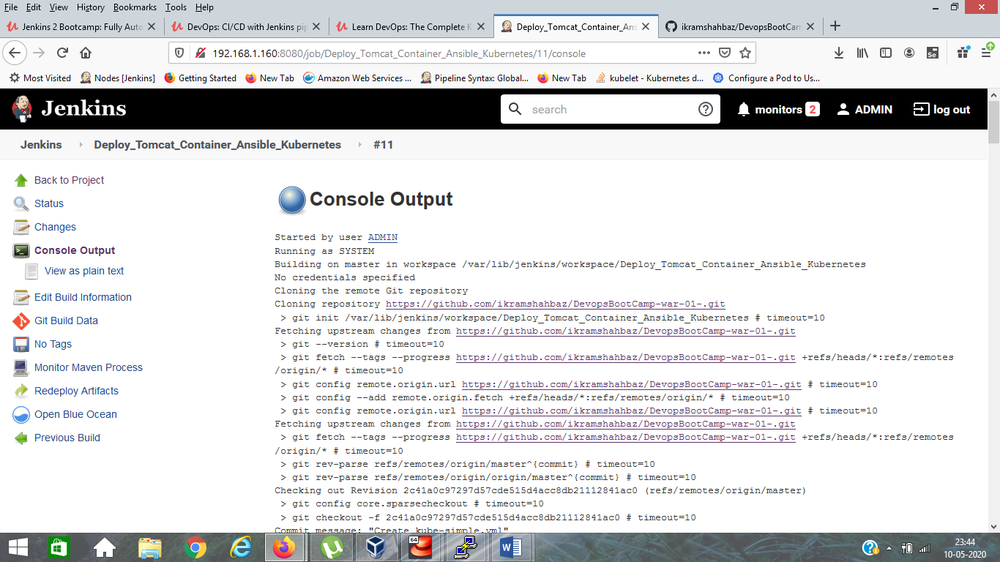 File Edit View History Bookmarks Tools Help
Jenkins 2 Bootcamp: Fully Auto
DevOps: CI/CD with Jenkins pip
Learn DevOps: The Complete K
Deploy_Tomcat_Container_Ans
ikramshahbaz/DevopsBootCam
192.168.1.160:8080/job/Deploy_Tomcat_Container_Ansible_Kubernetes/11/console
Most Visited
Nodes [Jenkins]
Getting Started
New Tab
Amazon Web Services ...
Pipeline Syntax: Global...
New Tab
kubelet - Kubernetes d...
Configure a Pod to Us...
Jenkins
search
monitors 2
ADMIN
log out
Jenkins
Deploy_Tomcat_Container_Ansible_Kubernetes
#11
Back to Project
Status
Changes
Console Output
View as plain text
Edit Build Information
Git Build Data
No Tags
Monitor Maven Process
Redeploy Artifacts
Open Blue Ocean
Previous Build
Console Output
Started by user ADMIN
Running as SYSTEM
Building on master in workspace /var/lib/jenkins/workspace/Deploy_Tomcat_Container_Ansible_Kubernetes
No credentials specified
Cloning the remote Git repository
Cloning repository https://github.com/ikramshahbaz/DevopsBootCamp-war-01-.git
> git init /var/lib/jenkins/workspace/Deploy_Tomcat_Container_Ansible_Kubernetes # timeout=10
Fetching upstream changes from https://github.com/ikramshahbaz/DevopsBootCamp-war-01-.git
> git --version # timeout=10
> git fetch --tags --progress https://github.com/ikramshahbaz/DevopsBootCamp-war-01-.git +refs/heads/*:refs/remotes
/origin/* # timeout=10
> git config remote.origin.url https://github.com/ikramshahbaz/DevopsBootCamp-war-01-.git # timeout=10
> git config --add remote.origin.fetch +refs/heads/*:refs/remotes/origin/* # timeout=10
> git config remote.origin.url https://github.com/ikramshahbaz/DevopsBootCamp-war-01-.git # timeout=10
Fetching upstream changes from https://github.com/ikramshahbaz/DevopsBootCamp-war-01-.git
> git fetch --tags --progress https://github.com/ikramshahbaz/DevopsBootCamp-war-01-.git +refs/heads/*:refs/remotes
/origin/* # timeout=10
> git rev-parse refs/remotes/origin/master^{commit} # timeout=10
> git rev-parse refs/remotes/origin/origin/master^{commit} # timeout=10
Checking out Revision 2c41a0c97297d57cde515d4acc8db21112841ac0 (refs/remotes/origin/master)
> git config core.sparsecheckout # timeout=10
> git checkout -f 2c41a0c97297d57cde515d4acc8db21112841ac0 # timeout=10
Commit message: "Create kube-simple.yml"
64
23:44
10-05-2020